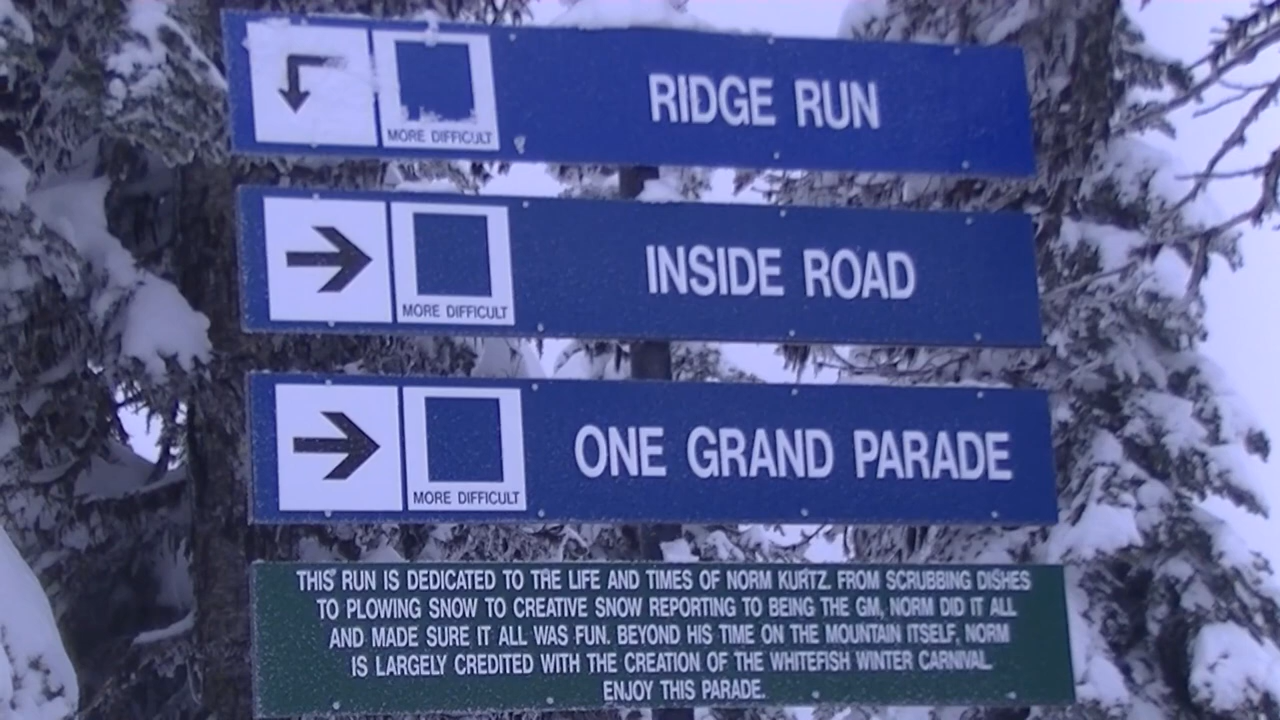 RIDGE RUN
MORE DIFFICULT
INSIDE ROAD
MORE DIFFICULT
ONE GRAND PARADE
MORE DIFFICULT
THIS RUN IS DEDICATED TO THE LIFE AND TIMES OF NORM KURTZ. FROM SCRUBBING DISHES
TO PLOWING SNOW TO CREATIVE SNOW REPORTING TO BEING THE GM, NORM DID IT ALL
AND MADE SURE IT ALL WAS FUN. BEYOND HIS TIME ON THE MOUNTAIN ITSELF, NORM
IS LARGELY CREDITED WITH THE CREATION OF THE WHITEFISH WINTER CARNIVAL.
ENJOY THIS PARADE.